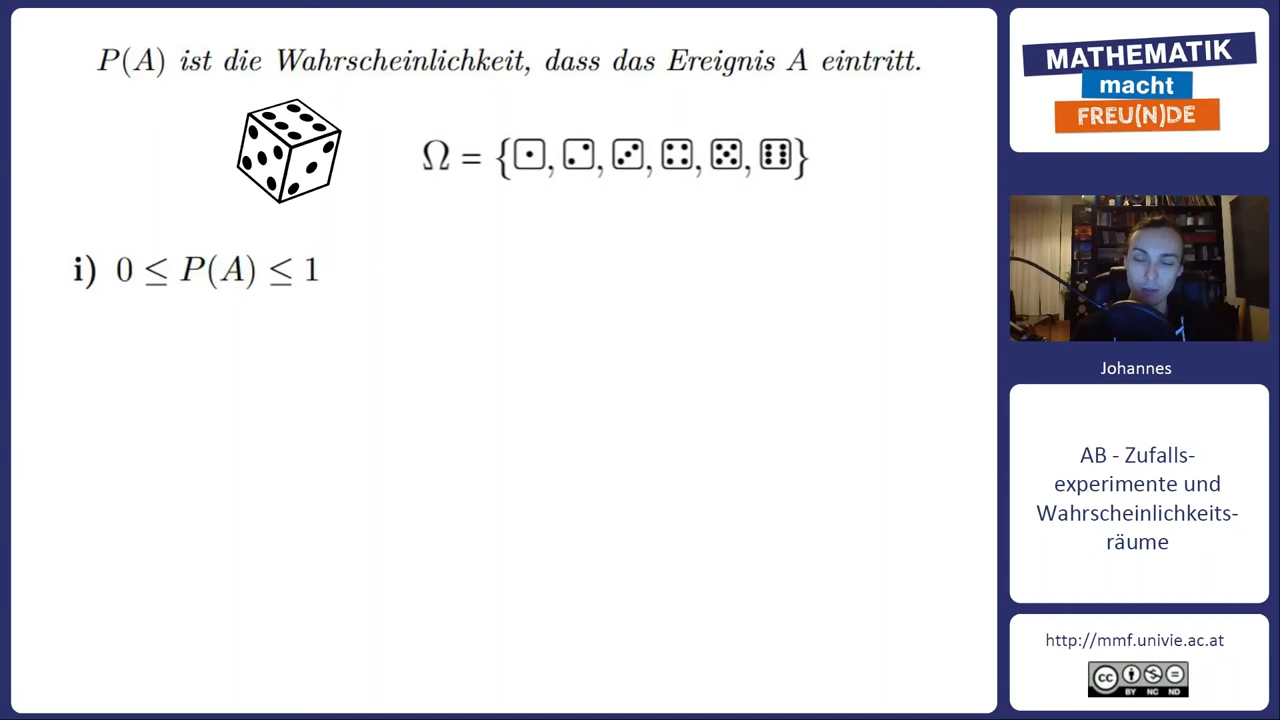 P(A) ist die Wahrscheinlichkeit, dass das Ereignis A eintritt.
Ω = {⚀, ⚁, ⚂, ⚃, ⚄, ⚅}
i) 0 ≤ P(A) ≤ 1
MATHEMATIK
macht
FREU(N)DE
Johannes
AB - Zufalls-
experimente und
Wahrscheinlichkeits-
räume
http://mmf.univie.ac.at
cc
BY NC ND